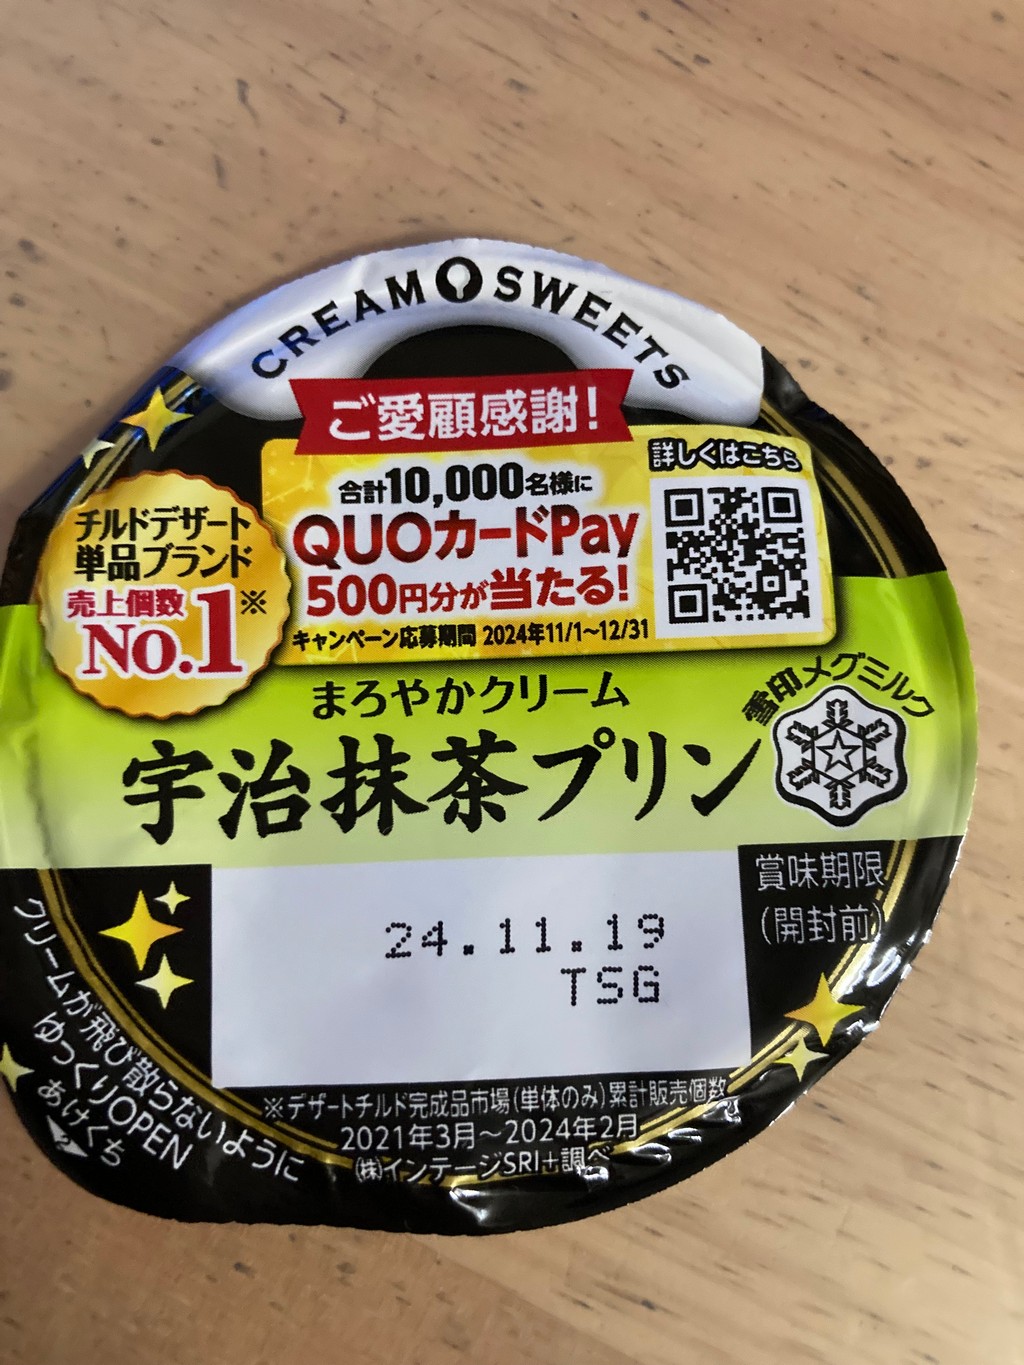 CREAM SWEETS
ご愛顧感謝!
合計10,000名様に
QUOカードPay
500円分が当たる!
キャンペーン応募期間 2024年11/1〜12/31
詳しくはこちら
チルドデザート
単品ブランド
売上個数
No.1※
まろやかクリーム
宇治抹茶プリン
雪印メグミルク
賞味期限
(開封前)
24.11.19
TSG
※デザートチルド完成品市場(単体のみ)累計販売個数
2021年3月〜2024年2月
㈱インテージSRI+調べ
クリームが飛び散らないように
ゆっくりOPEN
あけくち